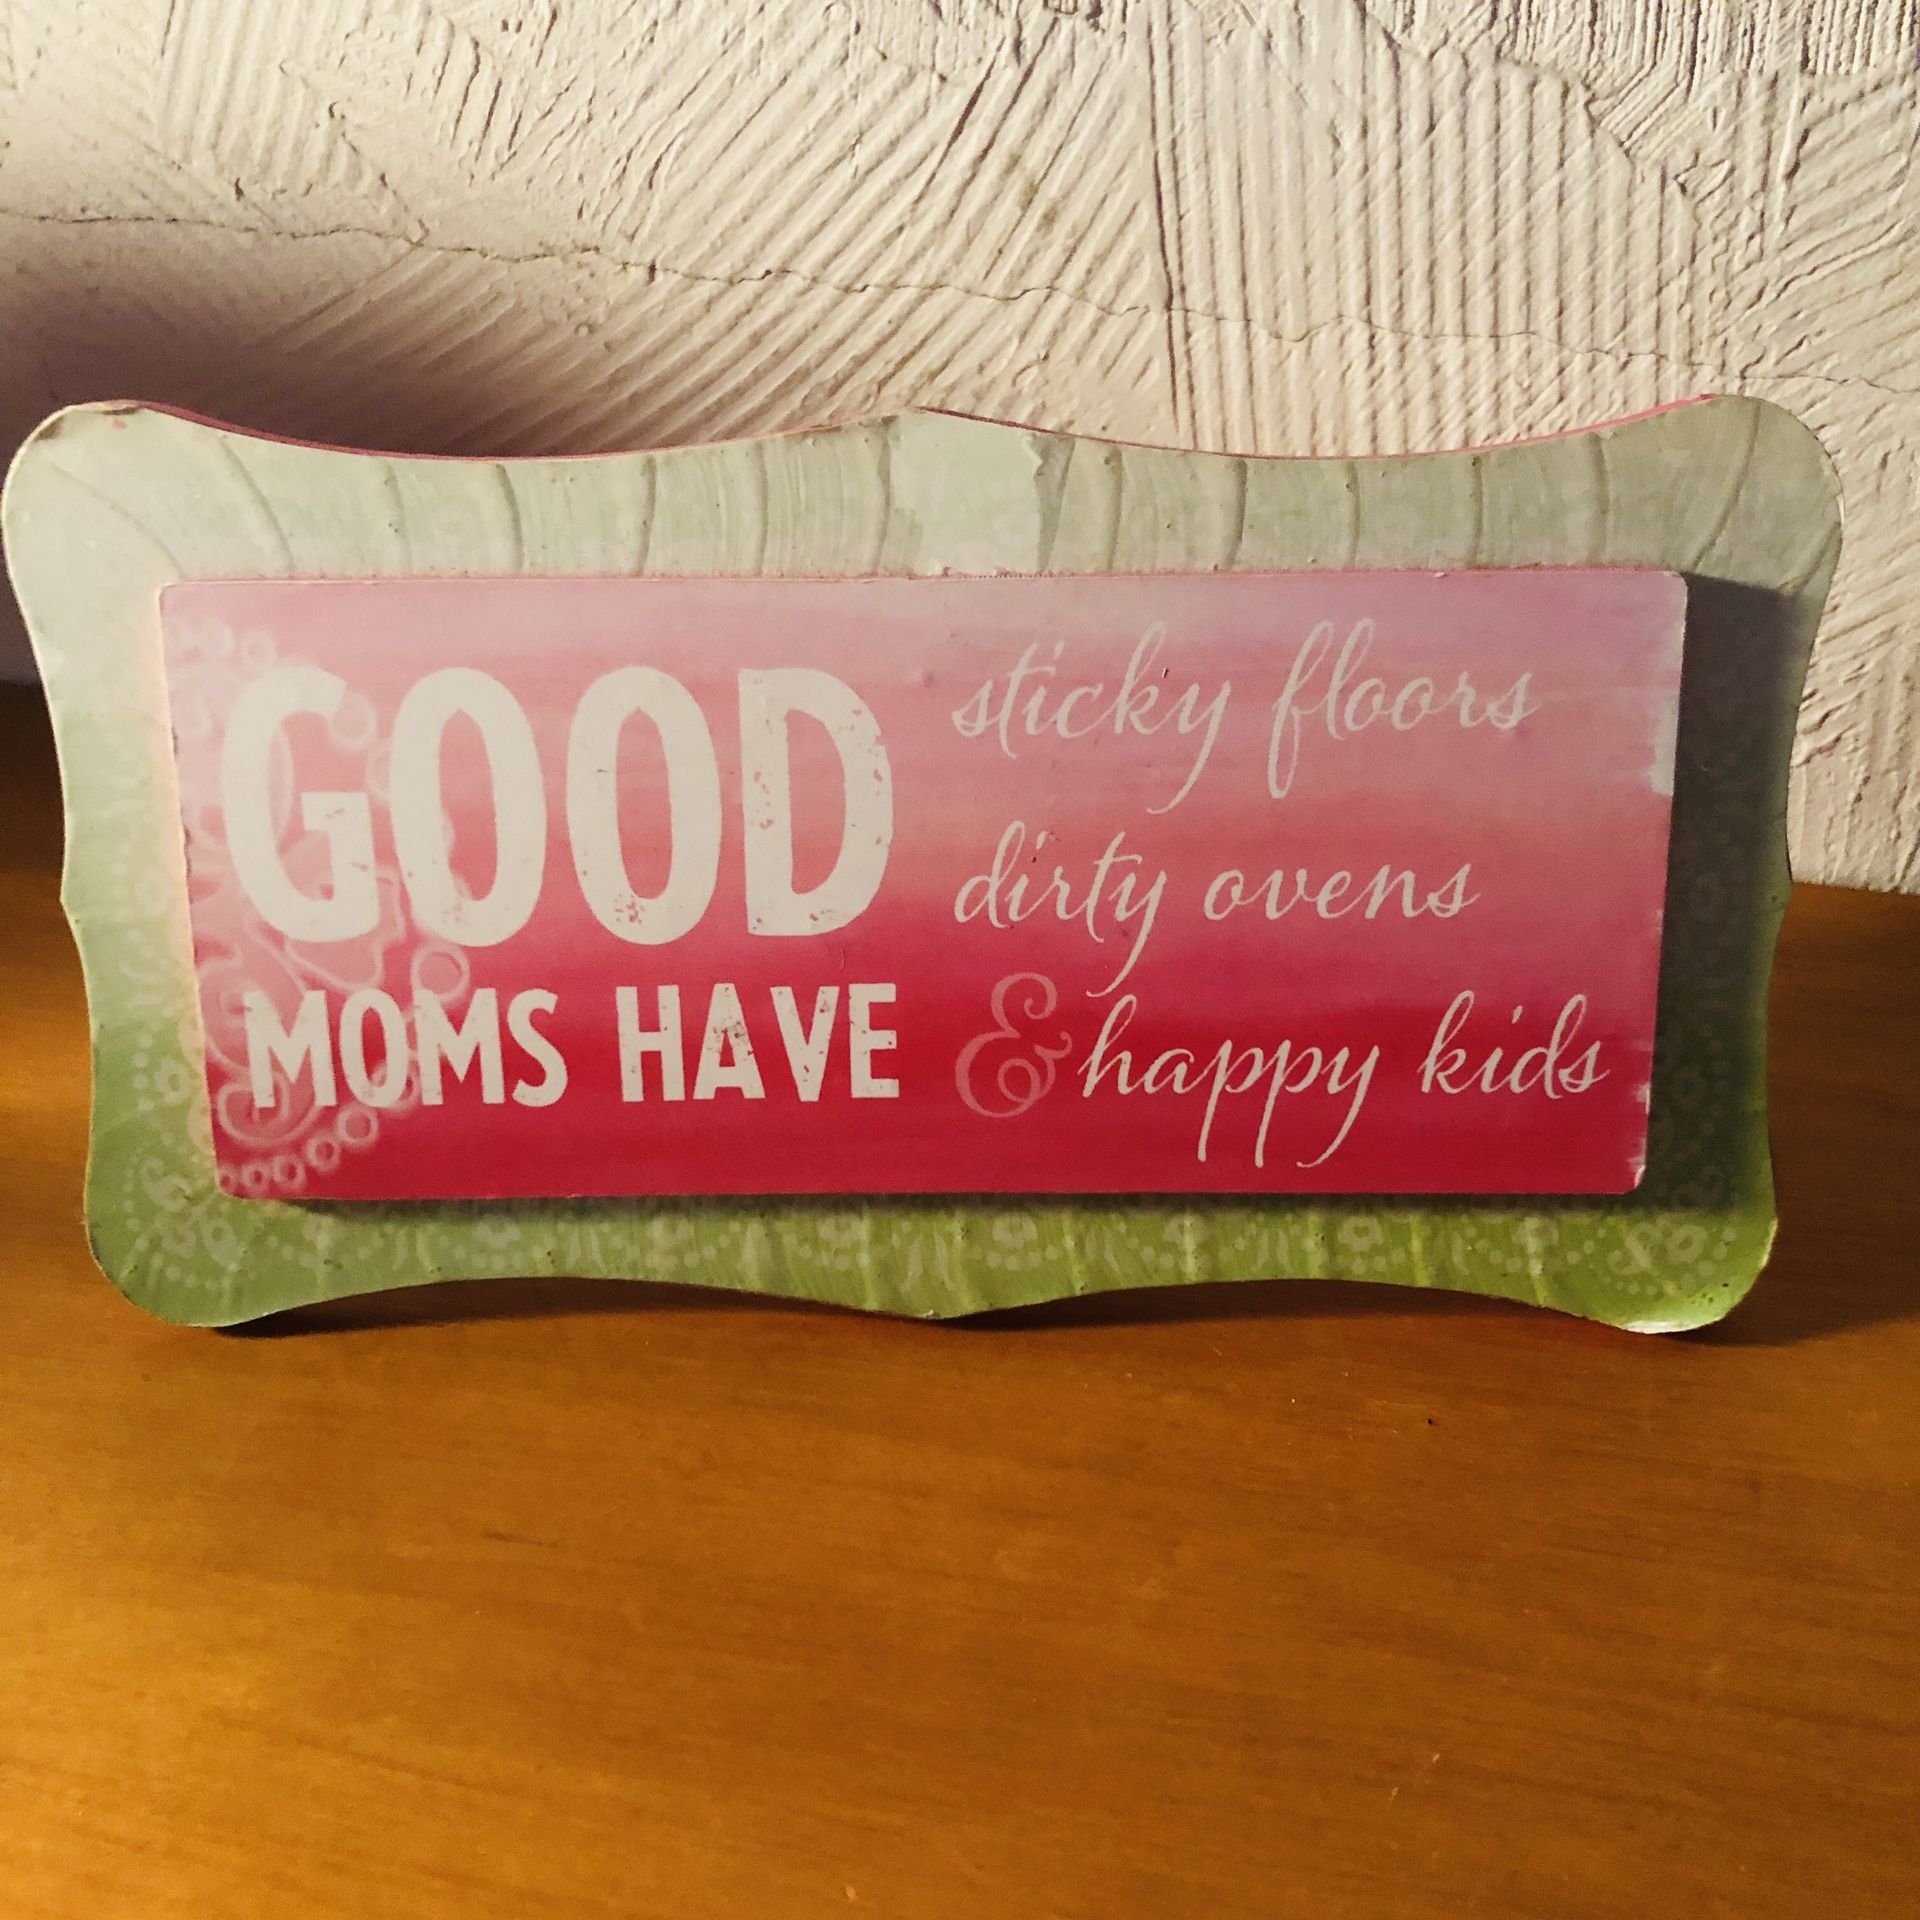 GOOD
MOMS HAVE
sticky floors
dirty ovens
& happy kids